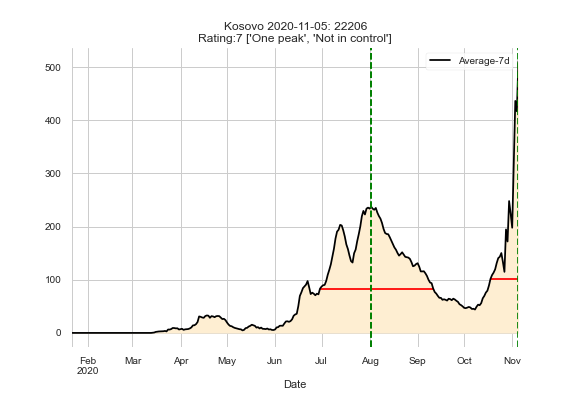 Kosovo 2020-11-05: 22206
Rating:7 ['One peak', 'Not in control']
Average-7d
500
400
300
200
100
0
Feb Mar Apr May Jun Jul Aug Sep Oct Nov
2020
Date